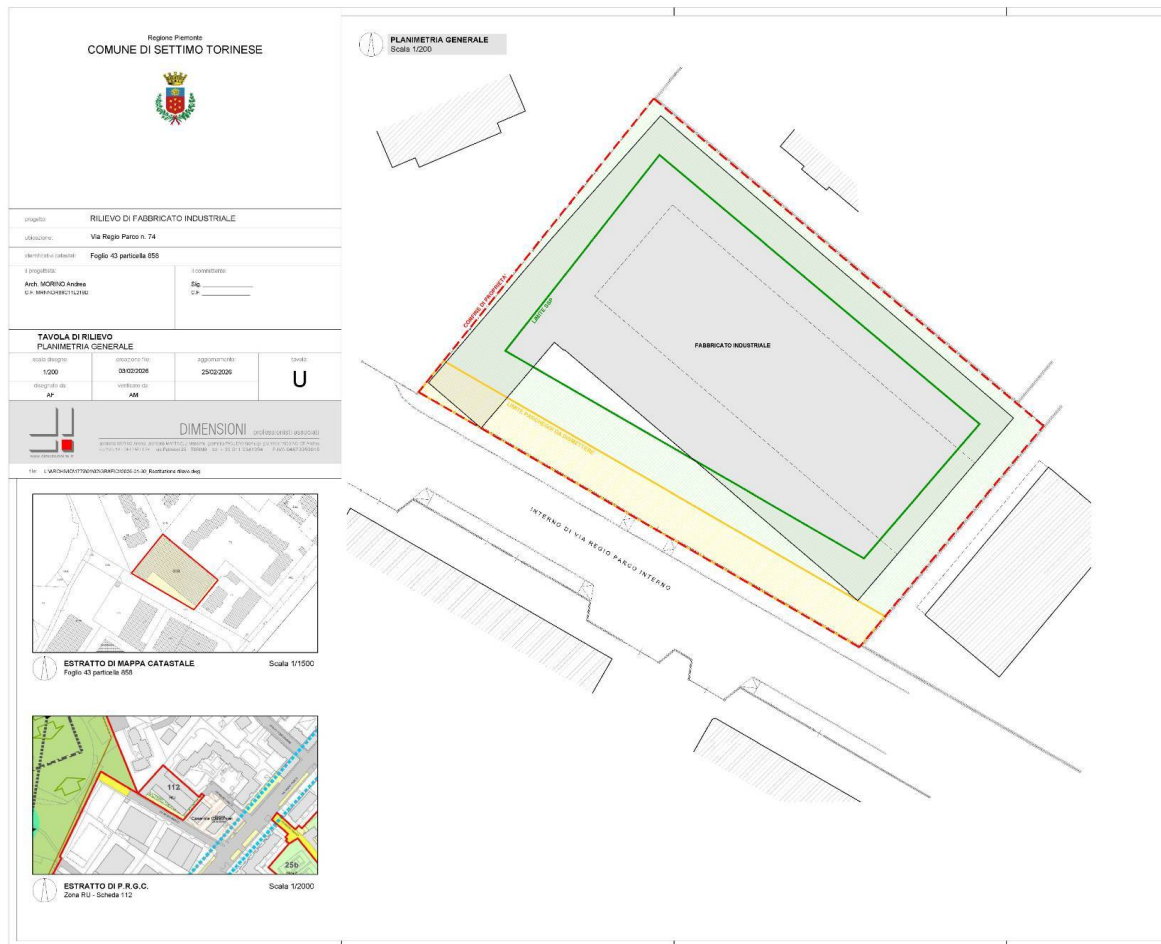 Regione Piemonte
COMUNE DI SETTIMO TORINESE
progetto:
RILIEVO DI FABBRICATO INDUSTRIALE
ubicazione:
Via Regio Parco n. 74
identificativi catastali:
Foglio 43 particella 858
il progettista:
Arch. MORINO Andrea
il committente:
Sig.
C.F.
TAVOLA DI RILIEVO
PLANIMETRIA GENERALE
scala disegno
1/200
creazione file
03/02/2026
aggiornamento
25/02/2026
tavola
U
disegnato da
AF
verificato da
AM
DIMENSIONI professionisti associati
ESTRATTO DI MAPPA CATASTALE
Scala 1/1500
Foglio 43 particella 858
112
25b
ESTRATTO DI P.R.G.C.
Scala 1/2000
Zona RU - Scheda 112
PLANIMETRIA GENERALE
Scala 1/200
CONFINE DI PROPRIETA'
FABBRICATO INDUSTRIALE
INTERNO DI VIA REGIO PARCO INTERNO